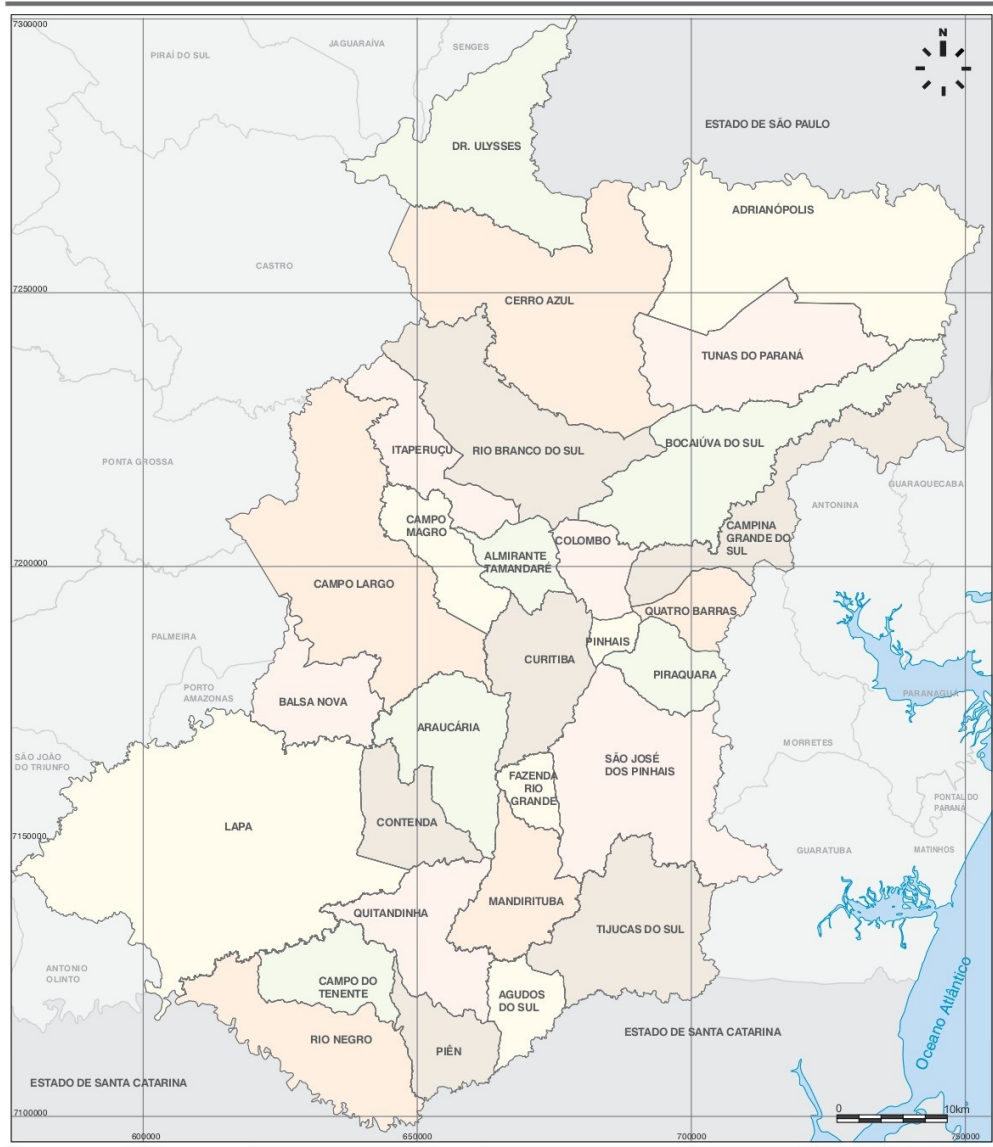 7300000
PIRAÍ DO SUL
JAGUARAÍVA
SENGES
N
ESTADO DE SÃO PAULO
DR. ULYSSES
ADRIANÓPOLIS
CASTRO
7250000
CERRO AZUL
TUNAS DO PARANÁ
BOCAIÚVA DO SUL
ITAPERUÇU
RIO BRANCO DO SUL
PONTA GROSSA
GUARAQUECABA
ANTONINA
CAMPO
MAGRO
CAMPINA
GRANDE DO
SUL
COLOMBO
ALMIRANTE
TAMANDARÉ
7200000
CAMPO LARGO
QUATRO BARRAS
PALMEIRA
PINHAIS
CURITIBA
PIRAQUARA
PORTO
AMAZONAS
BALSA NOVA
PARANAGUÁ
ARAUCÁRIA
MORRETES
SÃO JOÃO
DO TRIUNFO
SÃO JOSÉ
DOS PINHAIS
FAZENDA
RIO
GRANDE
PONTAL DO
PARANÁ
LAPA
CONTENDA
7150000
GUARATUBA
MATINHOS
MANDIRITUBA
QUITANDINHA
TIJUCAS DO SUL
ANTONIO
OLINTO
CAMPO DO
TENENTE
AGUDOS
DO SUL
Oceano Atlântico
RIO NEGRO
PIÊN
ESTADO DE SANTA CATARINA
ESTADO DE SANTA CATARINA
7100000
0 10km
600000
650000
700000
750000